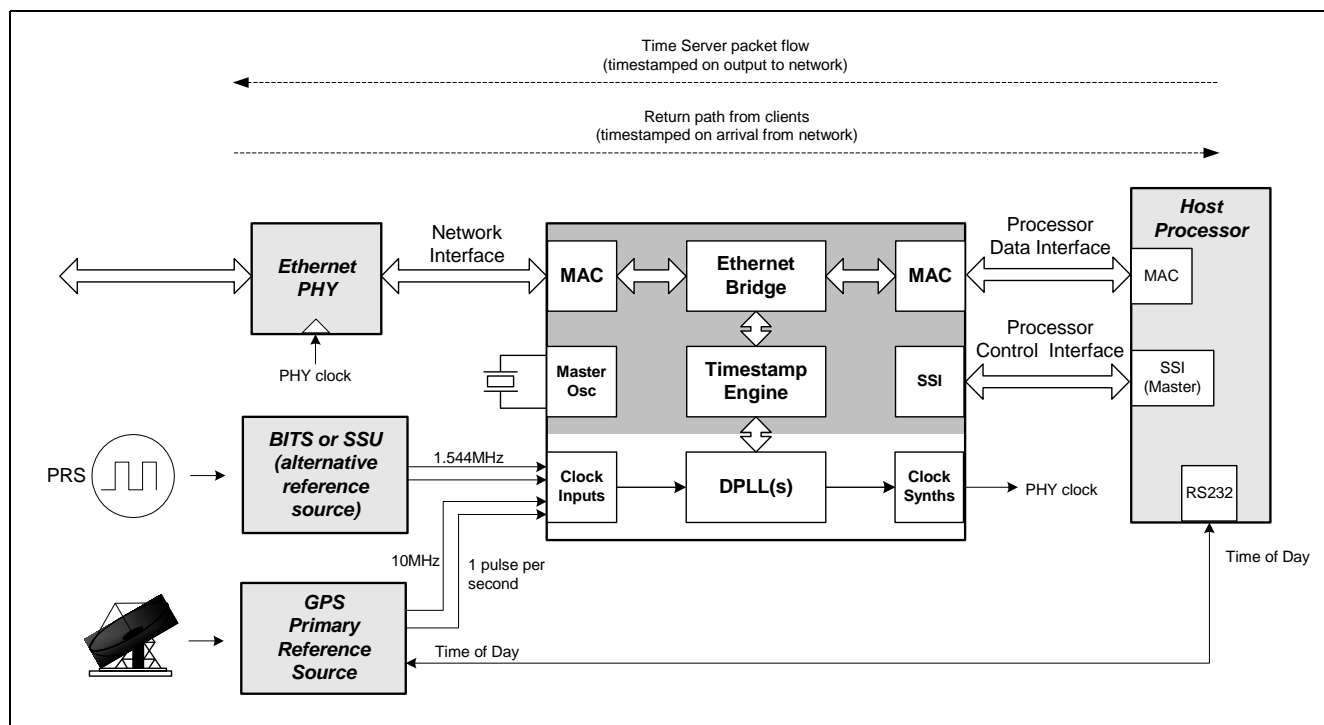 Time Server packet flow
(timestamped on output to network)
Return path from clients
(timestamped on arrival from network)
Ethernet
PHY
PHY clock
Network
Interface
MAC
Ethernet
Bridge
MAC
Processor
Data Interface
Host
Processor
MAC
Master
Osc
Timestamp
Engine
SSI
Processor
Control Interface
SSI
(Master)
PRS
BITS or SSU
(alternative
reference
source)
1.544MHz
Clock
Inputs
DPLL(s)
Clock
Synths
PHY clock
RS232
10MHz
1 pulse per
second
Time of Day
GPS
Primary
Reference
Source
Time of Day